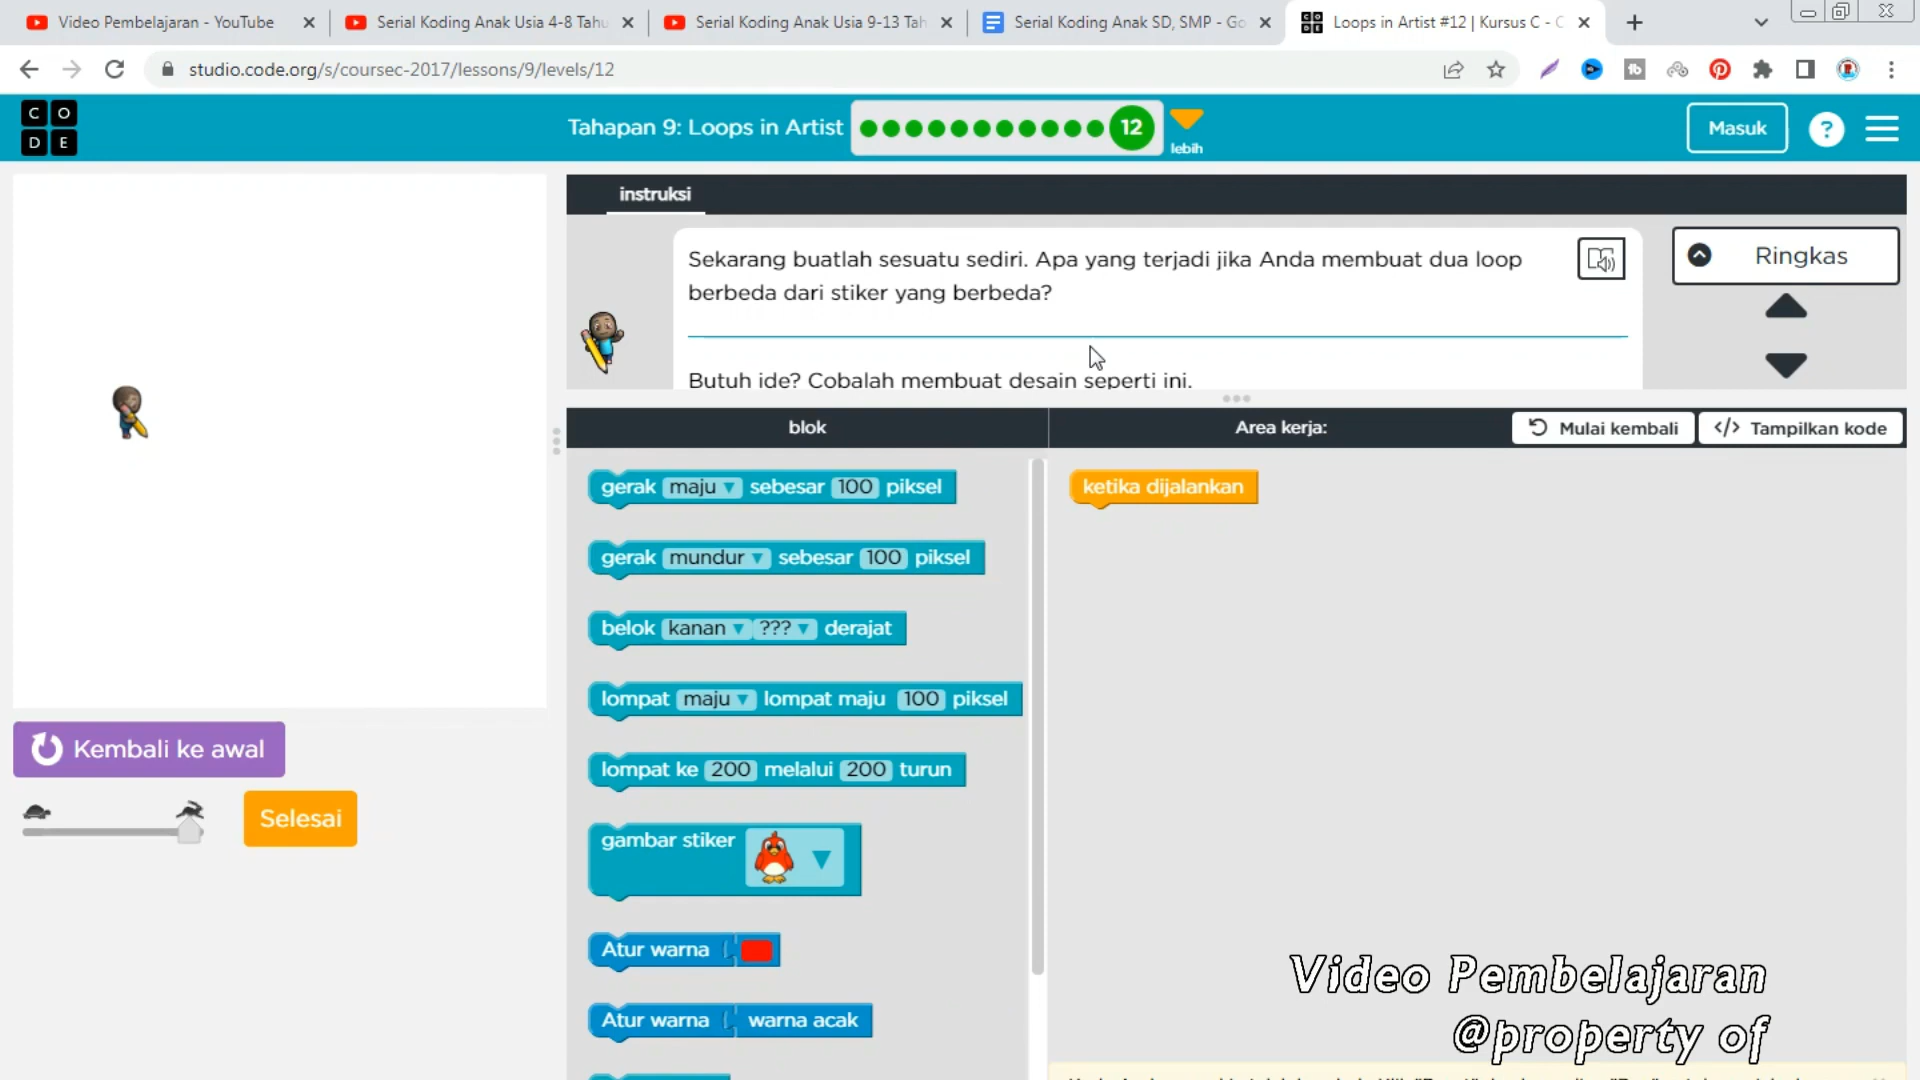 Video Pembelajaran - YouTube
Serial Koding Anak Usia 4-8 Tahu
Serial Koding Anak Usia 9-13 Tah
Serial Koding Anak SD, SMP - Go
Loops in Artist #12 | Kursus C - C
studio.code.org/s/coursec-2017/lessons/9/levels/12
C O
D E
Tahapan 9: Loops in Artist
12
lebih
Masuk
?
instruksi
Sekarang buatlah sesuatu sediri. Apa yang terjadi jika Anda membuat dua loop
berbeda dari stiker yang berbeda?
Butuh ide? Cobalah membuat desain seperti ini.
Ringkas
blok
Area kerja:
Mulai kembali
</> Tampilkan kode
gerak maju sebesar 100 piksel
gerak mundur sebesar 100 piksel
belok kanan ??? derajat
lompat maju lompat maju 100 piksel
lompat ke 200 melalui 200 turun
gambar stiker
Atur warna
Atur warna warna acak
ketika dijalankan
Kembali ke awal
Selesai
Video Pembelajaran
@property of